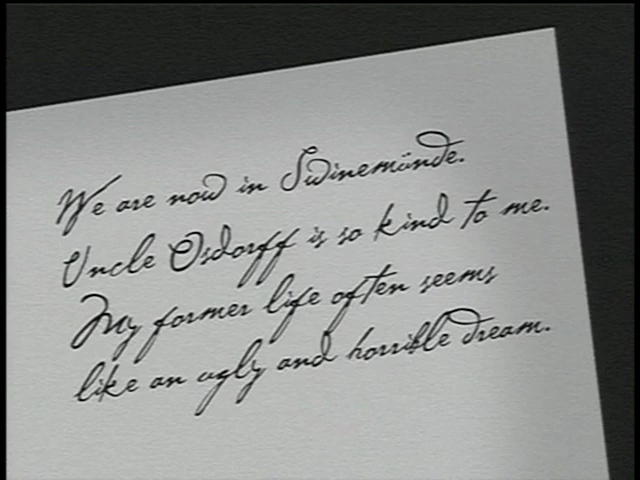 We are now in Swinemünde.
Uncle Osdorff is so kind to me.
My former life often seems
like an ugly and horrible dream.